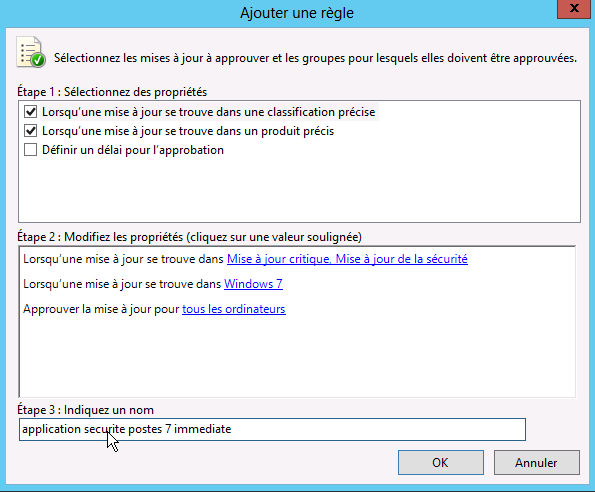 Ajouter une règle
x
Sélectionnez les mises à jour à approuver et les groupes pour lesquels elles doivent être approuvées.
Étape 1 : Sélectionnez des propriétés
Lorsqu'une mise à jour se trouve dans une classification précise
Lorsqu'une mise à jour se trouve dans un produit précis
Définir un délai pour l'approbation
Étape 2 : Modifiez les propriétés (cliquez sur une valeur soulignée)
Lorsqu'une mise à jour se trouve dans Mise à jour critique, Mise à jour de la sécurité
Lorsqu'une mise à jour se trouve dans Windows 7
Approuver la mise à jour pour tous les ordinateurs
Étape 3 : Indiquez un nom
application securite postes 7 immediate
OK Annuler